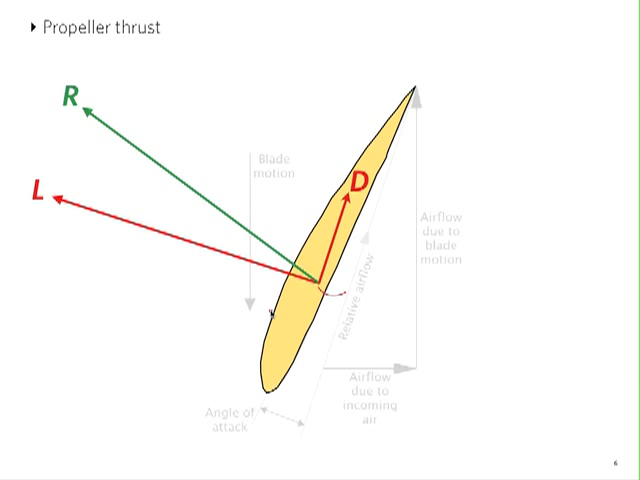 Propeller thrust
R
Blade
motion
D
L
Airflow
due to
blade
motion
Relative airflow
Airflow
due to
incoming
air
Angle of
attack
6